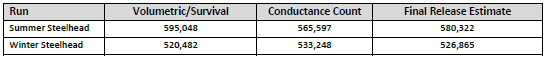 Run Volumetric/Survival Conductance Count Final Release Estimate
Summer Steelhead 595,048 565,597 580,322
Winter Steelhead 520,482 533,248 526,865